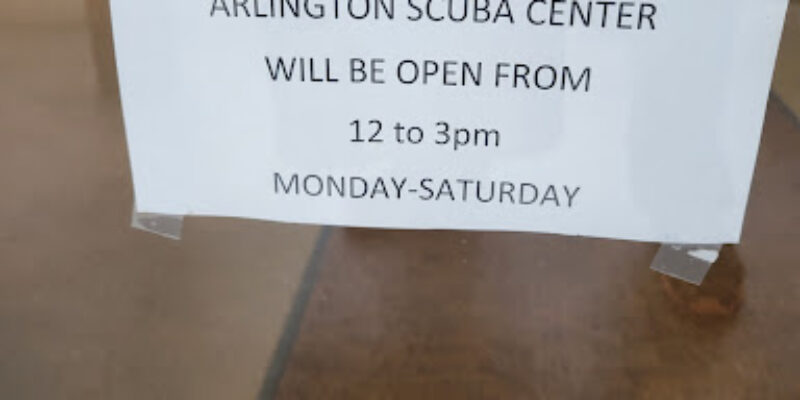 ARLINGTON SCUBA CENTER
WILL BE OPEN FROM
12 to 3pm
MONDAY-SATURDAY